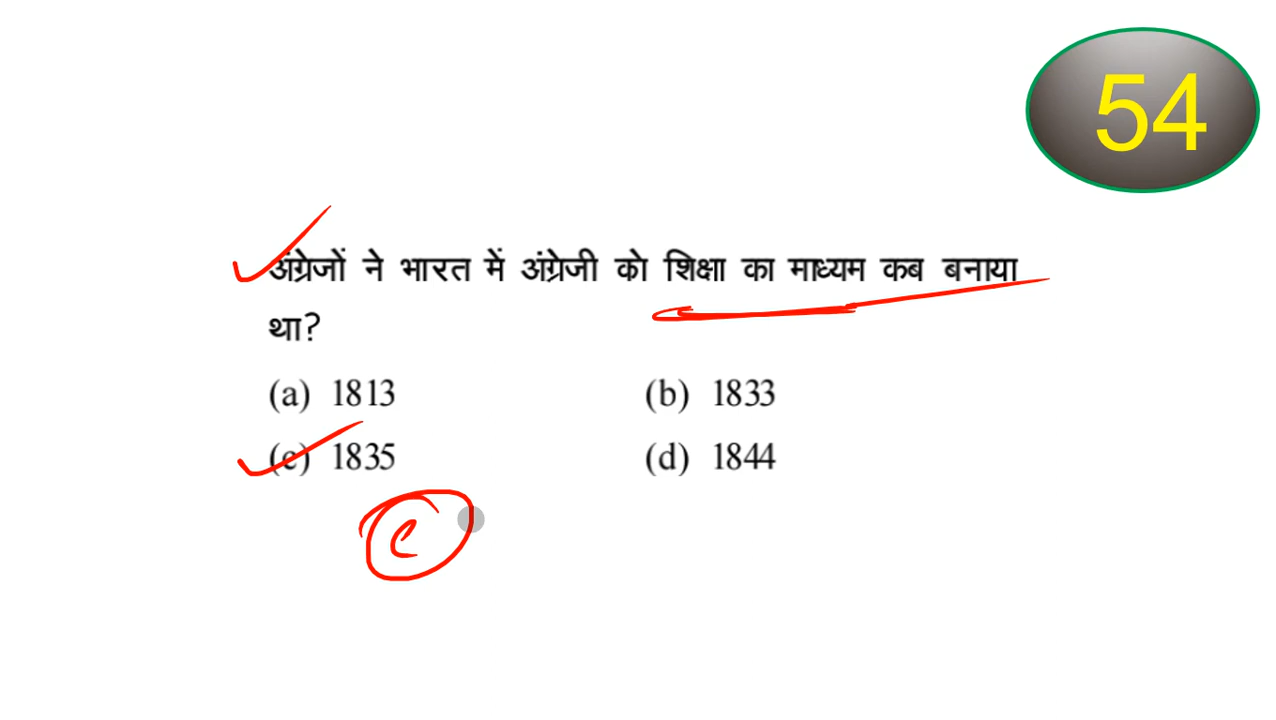 54
अंग्रेजों ने भारत में अंग्रेजी को शिक्षा का माध्यम कब बनाया
था?
(a) 1813 (b) 1833
(c) 1835 (d) 1844
c